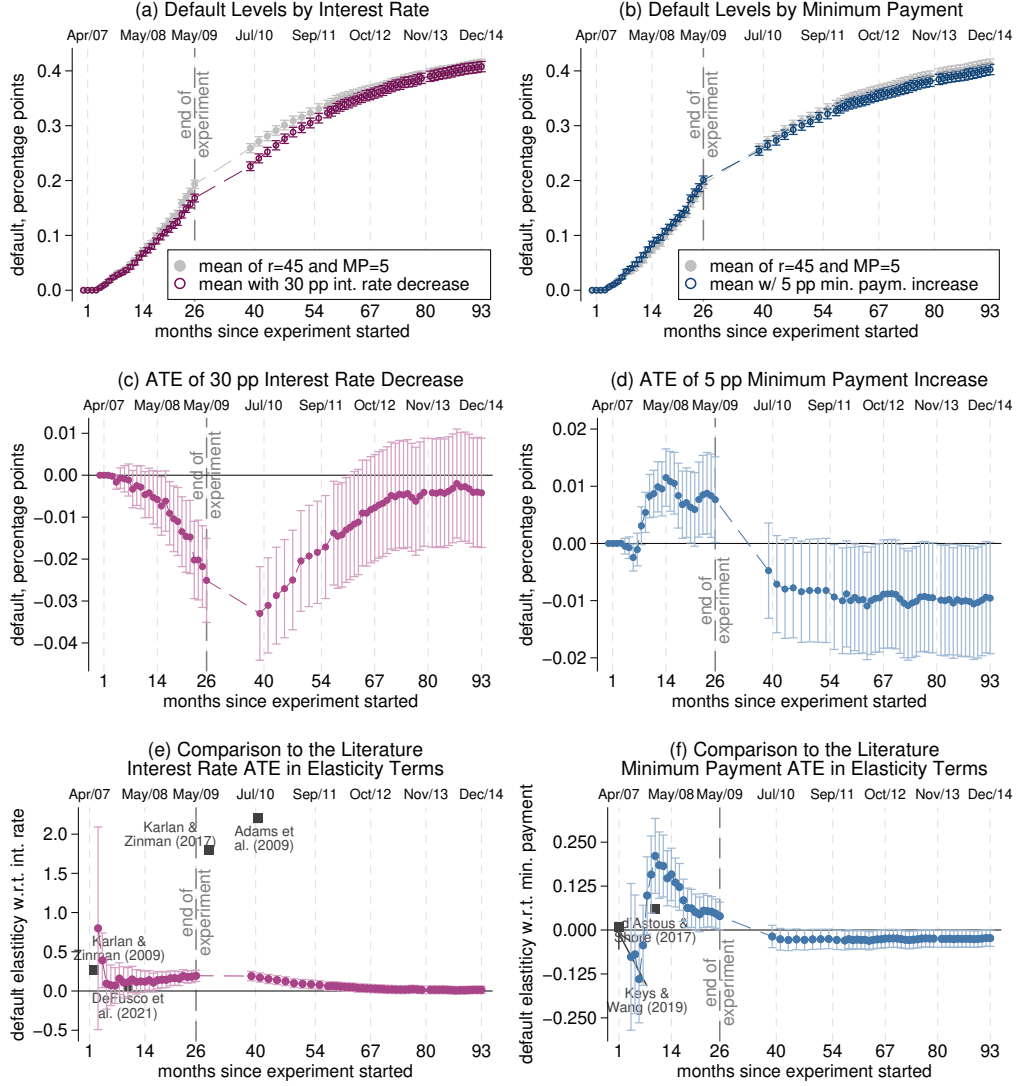 (a) Default Levels by Interest Rate
Apr/07 May/08 May/09 Jul/10 Sep/11 Oct/12 Nov/13 Dec/14
default, percentage points
0.4
0.3
0.2
0.1
0.0
end of
experiment
mean of r=45 and MP=5
mean with 30 pp int. rate decrease
1 14 26 40 54 67 80 93
months since experiment started
(b) Default Levels by Minimum Payment
Apr/07 May/08 May/09 Jul/10 Sep/11 Oct/12 Nov/13 Dec/14
default, percentage points
0.4
0.3
0.2
0.1
0.0
end of
experiment
mean of r=45 and MP=5
mean w/ 5 pp min. paym. increase
1 14 26 40 54 67 80 93
months since experiment started
(c) ATE of 30 pp Interest Rate Decrease
Apr/07 May/08 May/09 Jul/10 Sep/11 Oct/12 Nov/13 Dec/14
default, percentage points
0.01
0.00
−0.01
−0.02
−0.03
−0.04
end of
experiment
1 14 26 40 54 67 80 93
months since experiment started
(d) ATE of 5 pp Minimum Payment Increase
Apr/07 May/08 May/09 Jul/10 Sep/11 Oct/12 Nov/13 Dec/14
default, percentage points
0.02
0.01
0.00
−0.01
−0.02
end of
experiment
1 14 26 40 54 67 80 93
months since experiment started
(e) Comparison to the Literature
Interest Rate ATE in Elasticity Terms
Apr/07 May/08 May/09 Jul/10 Sep/11 Oct/12 Nov/13 Dec/14
default elastiticy w.r.t. int. rate
2.0
1.5
1.0
0.5
0.0
−0.5
Karlan &
Zinman (2017)
Adams et
al. (2009)
end of
experiment
Karlan &
Zinman (2009)
DeFusco et
al. (2021)
1 14 26 40 54 67 80 93
months since experiment started
(f) Comparison to the Literature
Minimum Payment ATE in Elasticity Terms
Apr/07 May/08 May/09 Jul/10 Sep/11 Oct/12 Nov/13 Dec/14
default elasticity w.r.t. min. payment
0.250
0.125
0.000
−0.125
−0.250
d'Astous &
Shore (2017)
Keys &
Wang (2019)
end of
experiment
1 14 26 40 54 67 80 93
months since experiment started